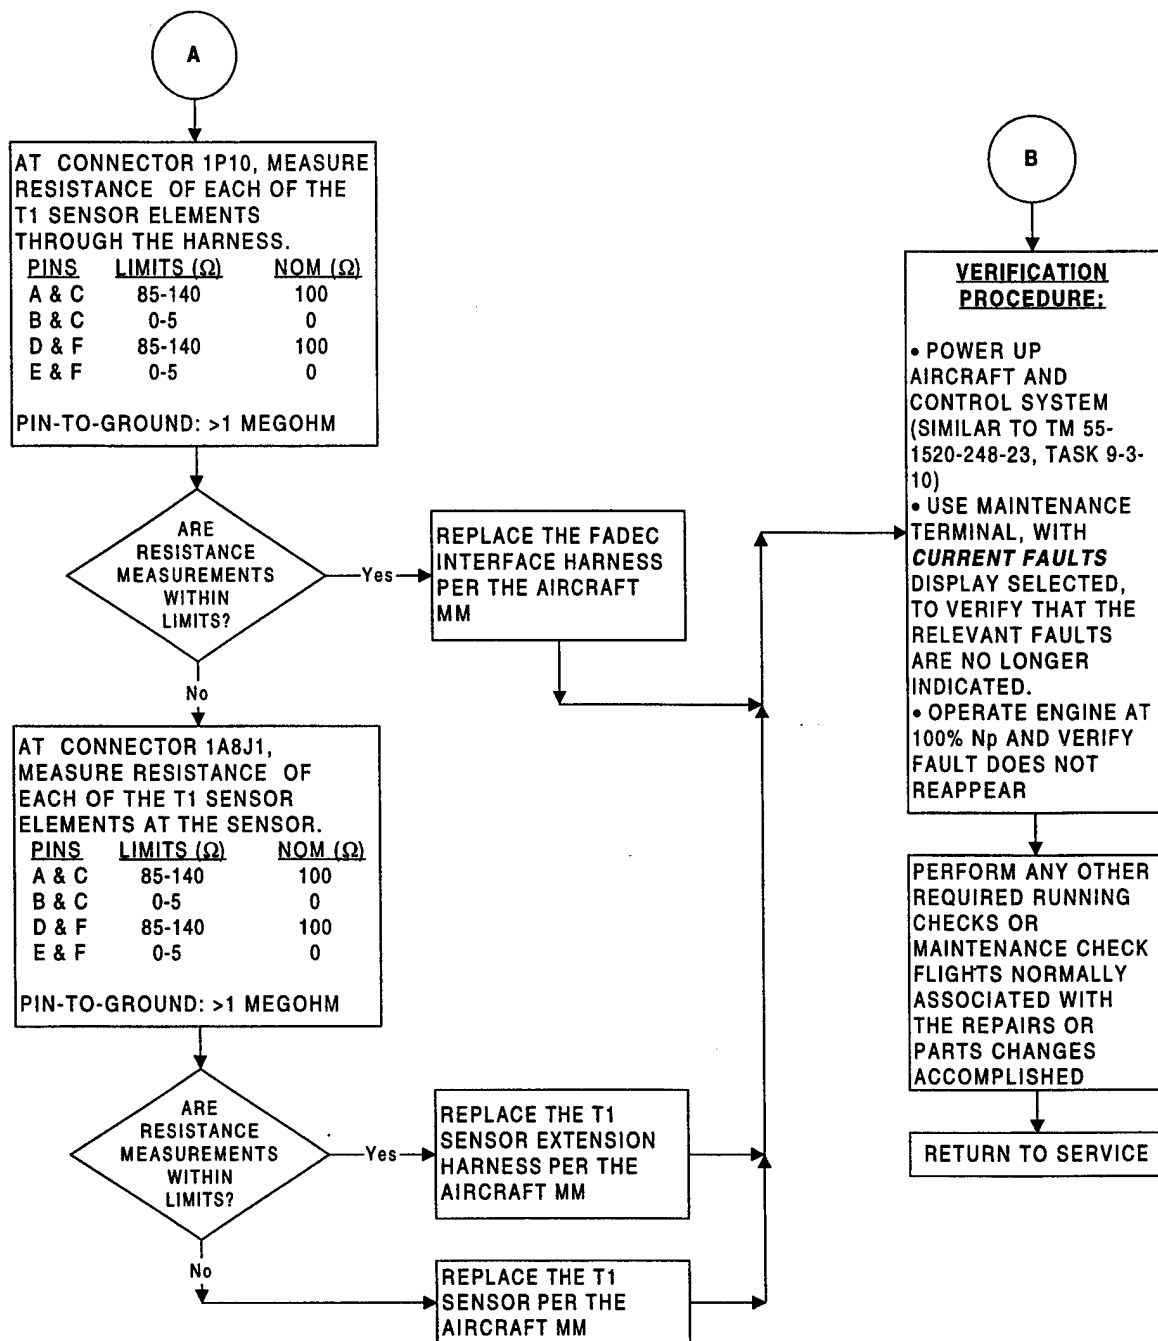 A
AT CONNECTOR 1P10, MEASURE
RESISTANCE OF EACH OF THE
T1 SENSOR ELEMENTS
THROUGH THE HARNESS.
PINS LIMITS (Ω) NOM (Ω)
A & C 85-140 100
B & C 0-5 0
D & F 85-140 100
E & F 0-5 0
PIN-TO-GROUND: >1 MEGOHM
ARE
RESISTANCE
MEASUREMENTS
WITHIN
LIMITS?
Yes
REPLACE THE FADEC
INTERFACE HARNESS
PER THE AIRCRAFT
MM
No
AT CONNECTOR 1A8J1,
MEASURE RESISTANCE OF
EACH OF THE T1 SENSOR
ELEMENTS AT THE SENSOR.
PINS LIMITS (Ω) NOM (Ω)
A & C 85-140 100
B & C 0-5 0
D & F 85-140 100
E & F 0-5 0
PIN-TO-GROUND: >1 MEGOHM
ARE
RESISTANCE
MEASUREMENTS
WITHIN
LIMITS?
Yes
REPLACE THE T1
SENSOR EXTENSION
HARNESS PER THE
AIRCRAFT MM
No
REPLACE THE T1
SENSOR PER THE
AIRCRAFT MM
B
VERIFICATION
PROCEDURE:
• POWER UP
AIRCRAFT AND
CONTROL SYSTEM
(SIMILAR TO TM 55-
1520-248-23, TASK 9-3-
10)
• USE MAINTENANCE
TERMINAL, WITH
CURRENT FAULTS
DISPLAY SELECTED,
TO VERIFY THAT THE
RELEVANT FAULTS
ARE NO LONGER
INDICATED.
• OPERATE ENGINE AT
100% Np AND VERIFY
FAULT DOES NOT
REAPPEAR
PERFORM ANY OTHER
REQUIRED RUNNING
CHECKS OR
MAINTENANCE CHECK
FLIGHTS NORMALLY
ASSOCIATED WITH
THE REPAIRS OR
PARTS CHANGES
ACCOMPLISHED
RETURN TO SERVICE